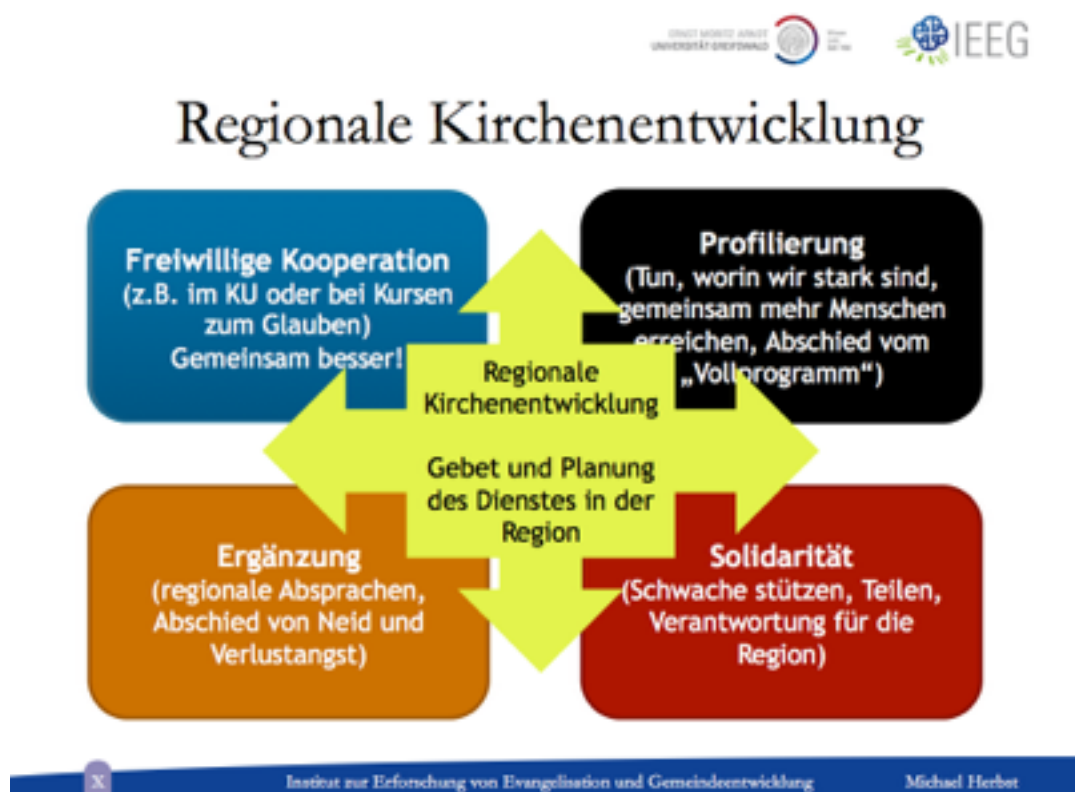 ERNST MORITZ ARNDT
UNIVERSITÄT GREIFSWALD
IEEG
Regionale Kirchenentwicklung
Freiwillige Kooperation
(z.B. im KU oder bei Kursen
zum Glauben)
Gemeinsam besser!
Profilierung
(Tun, worin wir stark sind,
gemeinsam mehr Menschen
erreichen, Abschied vom
„Vollprogramm“)
Regionale
Kirchenentwicklung
Gebet und Planung
des Dienstes in der
Region
Ergänzung
(regionale Absprachen,
Abschied von Neid und
Verlustangst)
Solidarität
(Schwache stützen, Teilen,
Verantwortung für die
Region)
X
Institut zur Erforschung von Evangelisation und Gemeindeentwicklung
Michael Herbst